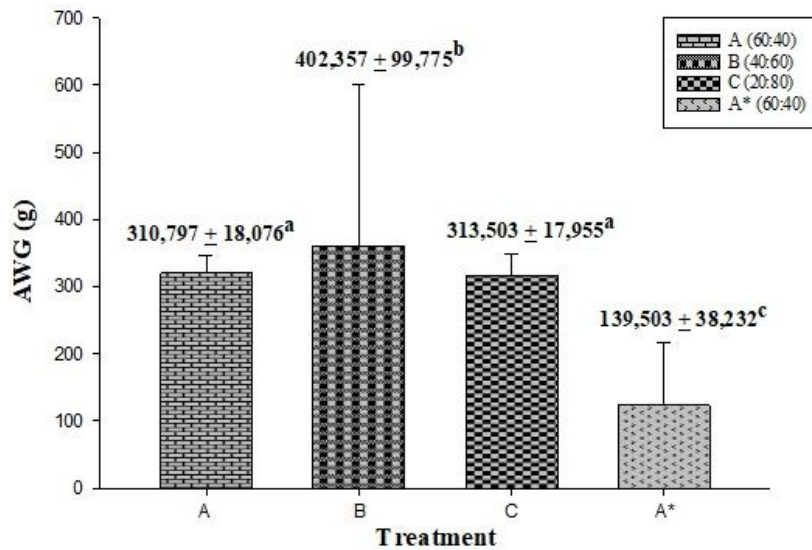 700
600
500
400
300
200
100
0
AWG (g)
310,797 ± 18,076a
402,357 ± 99,775b
313,503 ± 17,955a
139,503 ± 38,232c
A (60:40)
B (40:60)
C (20:80)
A* (60:40)
A
B
C
A*
Treatment